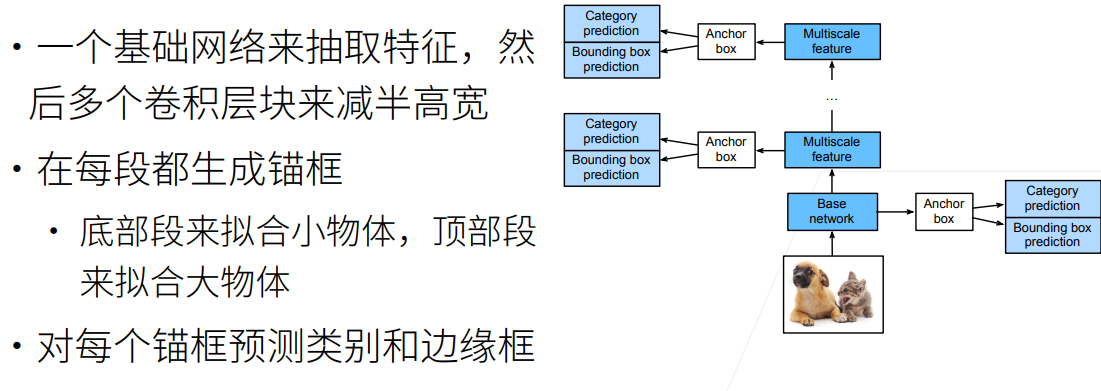 • 一个基础网络来抽取特征，然
后多个卷积层块来减半高宽
• 在每段都生成锚框
• 底部段来拟合小物体，顶部段
来拟合大物体
• 对每个锚框预测类别和边缘框
Category
prediction
Bounding box
prediction
Anchor
box
Multiscale
feature
...
Category
prediction
Bounding box
prediction
Anchor
box
Multiscale
feature
Base
network
Anchor
box
Category
prediction
Bounding box
prediction